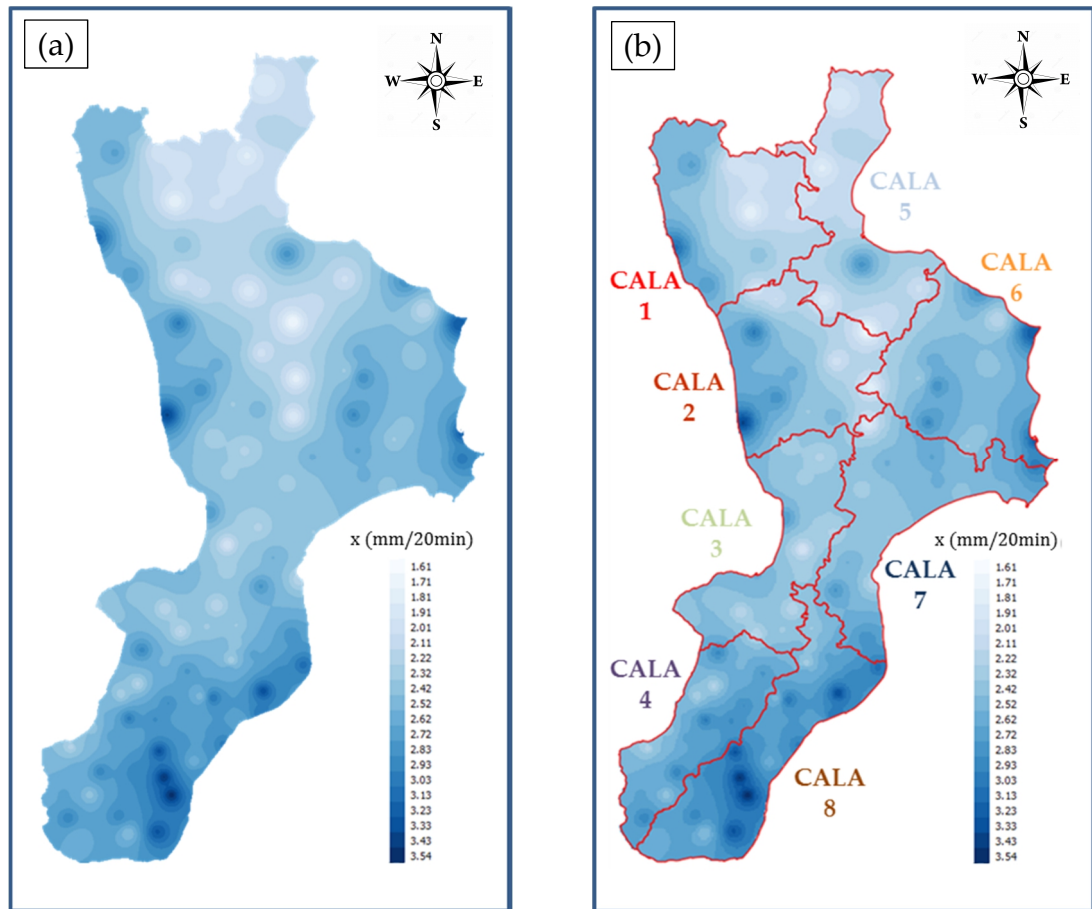 (a)
N
W E
S
x (mm/20min)
1.61
1.71
1.81
1.91
2.01
2.11
2.22
2.32
2.42
2.52
2.62
2.72
2.83
2.93
3.03
3.13
3.23
3.33
3.43
3.54
(b)
N
W E
S
CALA
5
CALA
6
CALA
1
CALA
2
CALA
3
CALA
7
CALA
4
CALA
8
x (mm/20min)
1.61
1.71
1.81
1.91
2.01
2.11
2.22
2.32
2.42
2.52
2.62
2.72
2.83
2.93
3.03
3.13
3.23
3.33
3.43
3.54